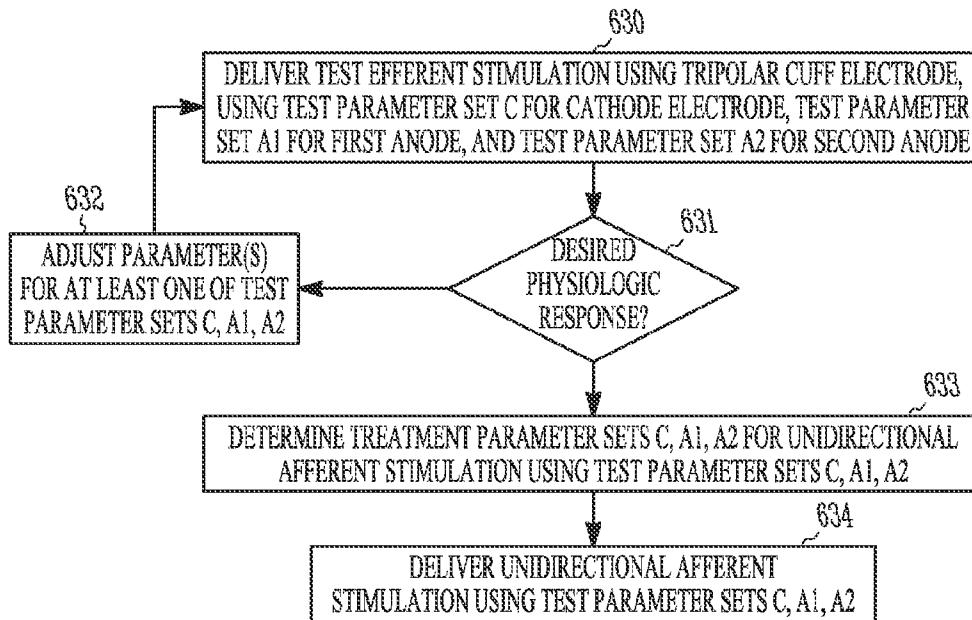 630
DELIVER TEST EFFERENT STIMULATION USING TRIPOLAR CUFF ELECTRODE,
USING TEST PARAMETER SET C FOR CATHODE ELECTRODE, TEST PARAMETER
SET A1 FOR FIRST ANODE, AND TEST PARAMETER SET A2 FOR SECOND ANODE
632
ADJUST PARAMETER(S)
FOR AT LEAST ONE OF TEST
PARAMETER SETS C, A1, A2
631
DESIRED
PHYSIOLOGIC
RESPONSE?
633
DETERMINE TREATMENT PARAMETER SETS C, A1, A2 FOR UNIDIRECTIONAL
AFFERENT STIMULATION USING TEST PARAMETER SETS C, A1, A2
634
DELIVER UNIDIRECTIONAL AFFERENT
STIMULATION USING TEST PARAMETER SETS C, A1, A2